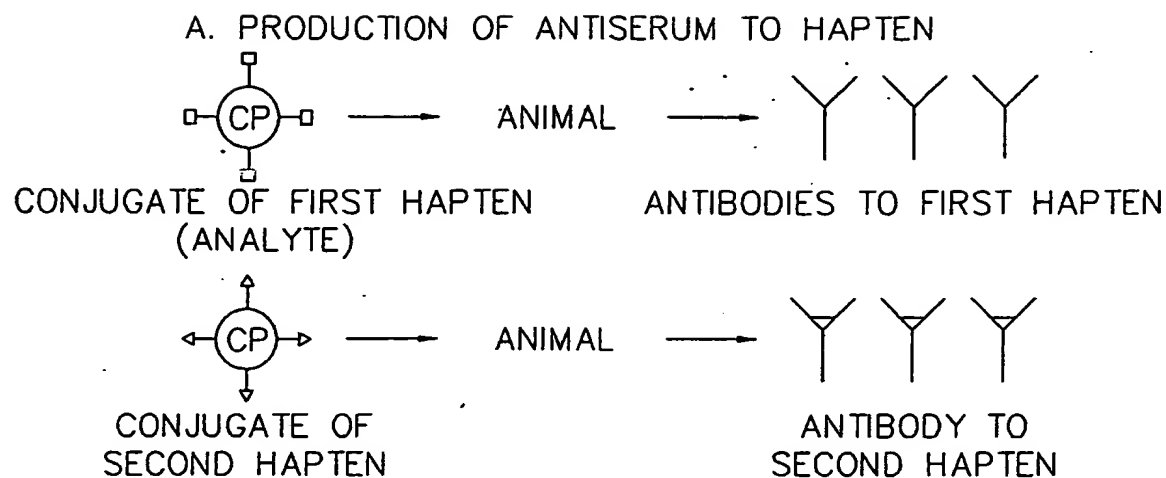 A. PRODUCTION OF ANTISERUM TO HAPTEN
CP
ANIMAL
CONJUGATE OF FIRST HAPTEN
(ANALYTE)
ANTIBODIES TO FIRST HAPTEN
CP
ANIMAL
CONJUGATE OF
SECOND HAPTEN
ANTIBODY TO
SECOND HAPTEN